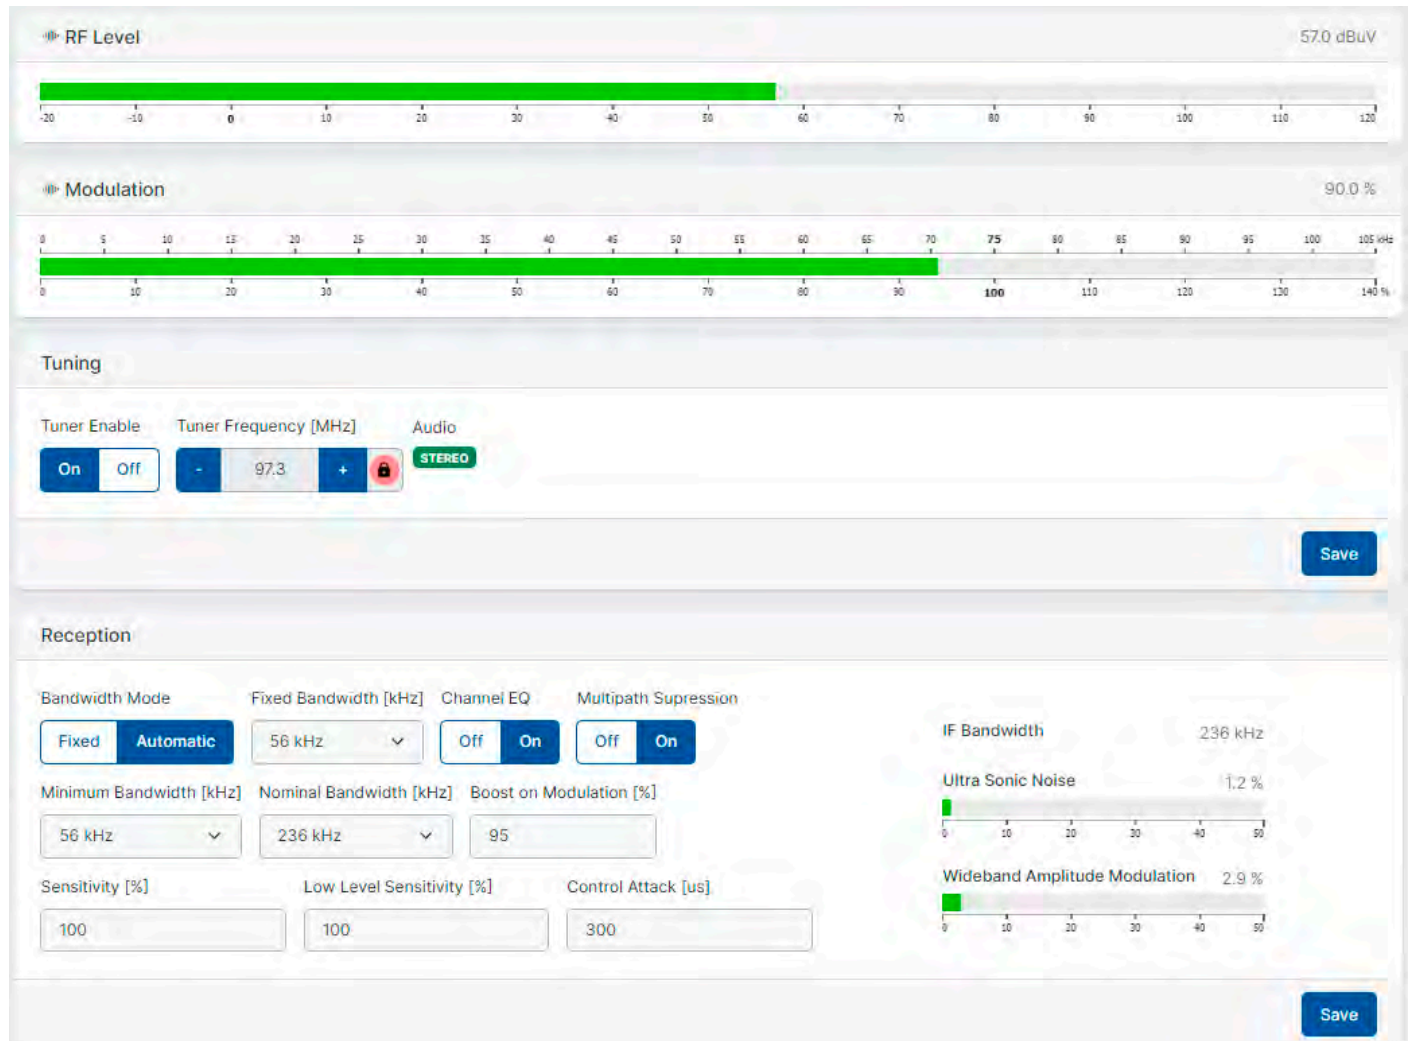 RF Level 57.0 dBuV
-20 -10 0 10 20 30 40 50 60 70 80 90 100 110 120
Modulation 90.0 %
0 5 10 15 20 25 30 35 40 45 50 55 60 65 70 75 80 85 90 95 100 105 kHz
0 10 20 30 40 50 60 70 80 90 100 110 120 130 140 %
Tuning
Tuner Enable Tuner Frequency [MHz] Audio
On Off - 97.3 + STEREO
Save
Reception
Bandwidth Mode Fixed Bandwidth [kHz] Channel EQ Multipath Supression
Fixed Automatic 56 kHz Off On Off On
Minimum Bandwidth [kHz] Nominal Bandwidth [kHz] Boost on Modulation [%]
56 kHz 236 kHz 95
Sensitivity [%] Low Level Sensitivity [%] Control Attack [us]
100 100 300
IF Bandwidth 236 kHz
Ultra Sonic Noise 1.2 %
0 10 20 30 40 50
Wideband Amplitude Modulation 2.9 %
0 10 20 30 40 50
Save